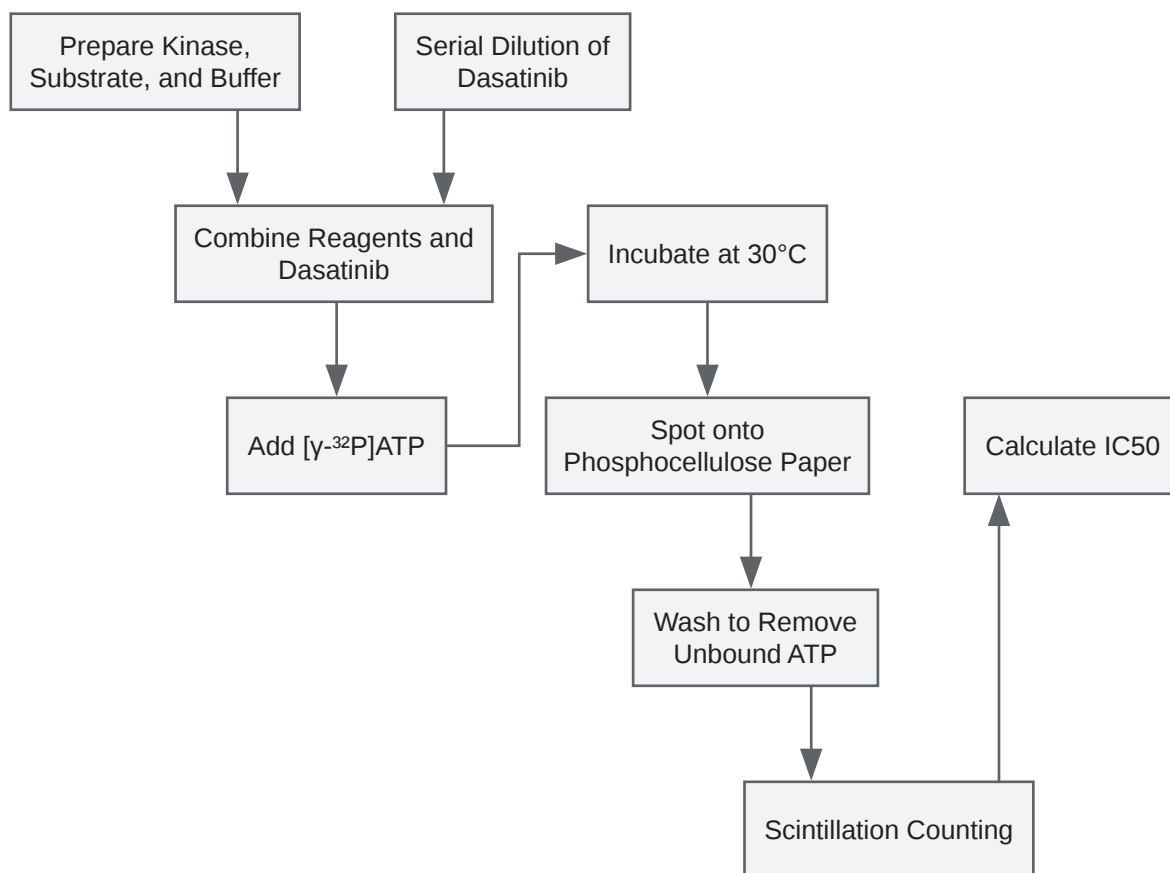 Prepare Kinase,
Substrate, and Buffer
Serial Dilution of
Dasatinib
Combine Reagents and
Dasatinib
Add [γ-³²P]ATP
Incubate at 30°C
Spot onto
Phosphocellulose Paper
Wash to Remove
Unbound ATP
Scintillation Counting
Calculate IC50